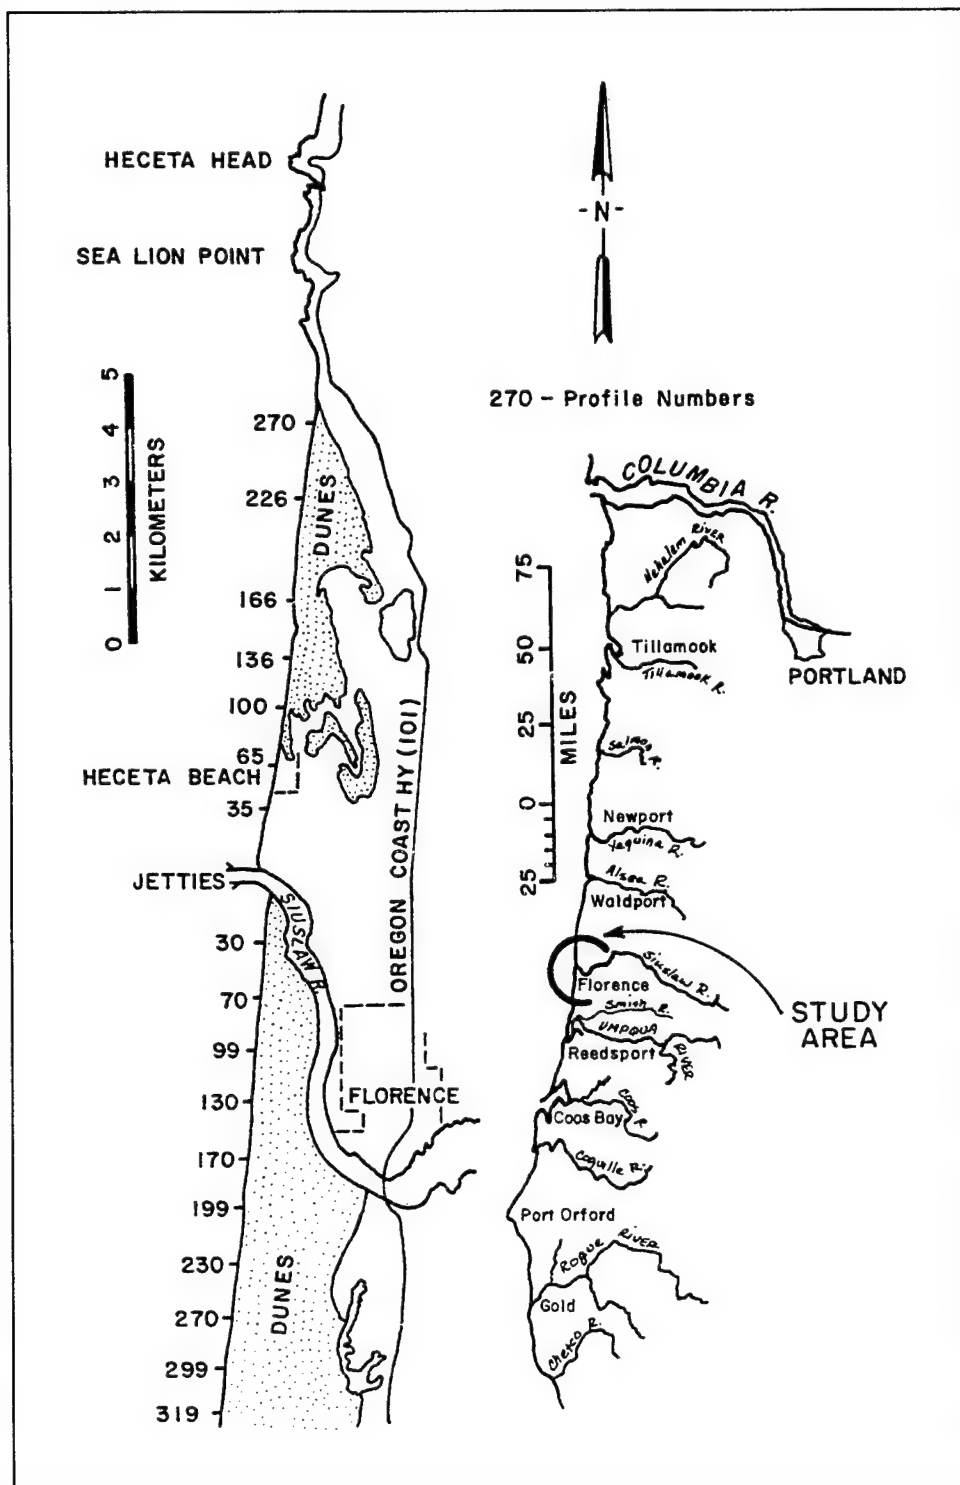 HECETA HEAD
SEA LION POINT
5
4
3
2
1
0
KILOMETERS
270
226
166
136
100
65
HECETA BEACH
35
JETTIES
30
70
99
130
170
199
230
270
299
319
DUNES
SIUSLAW R.
OREGON COAST HY (101)
FLORENCE
DUNES
- N -
270 - Profile Numbers
COLUMBIA R.
Nehalem RIVER
75
50
25
0
25
MILES
Tillamook
Tillamook R.
PORTLAND
Salmon R.
Newport
Yaquina R.
Alsea R.
Waldport
Siuslaw R.
Florence
Smith R.
UMPQUA RIVER
Reedsport
STUDY
AREA
Coos R.
Coos Bay
Coquille R.
Port Orford
Rogue RIVER
Gold
Chetco R.